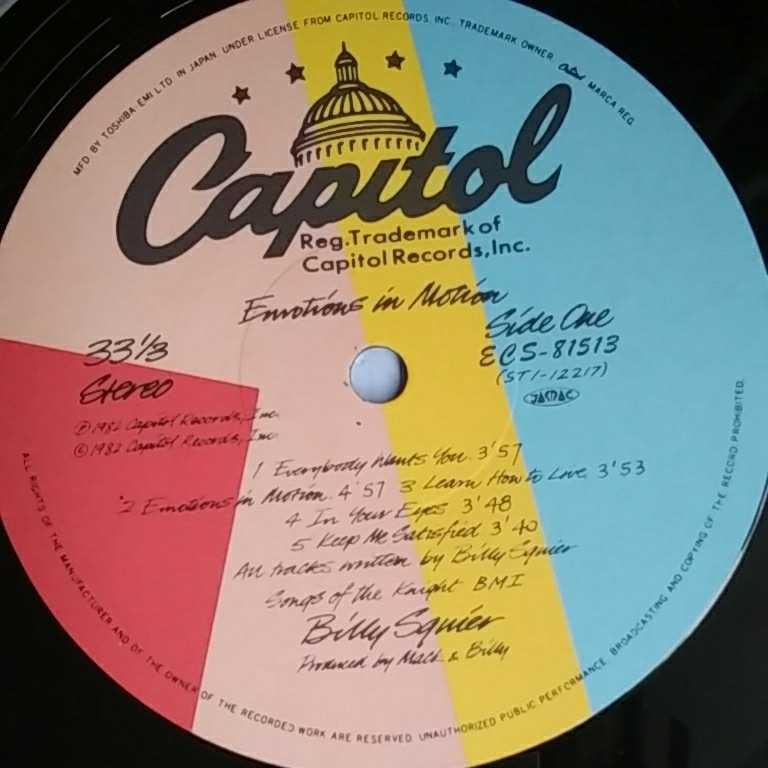 MFD. BY TOSHIBA-EMI LTD. IN JAPAN. UNDER LICENSE FROM CAPITOL RECORDS, INC., TRADEMARK OWNER. MARCA REG.
Capitol
Reg. Trademark of
Capitol Records, Inc.
Emotions in Motion
Side One
33 1/3
ECS-81513
Stereo
(ST1-12217)
JASRAC
Ⓟ1982 Capitol Records, Inc.
©1982 Capitol Records, Inc.
1 Everybody Wants You. 3'57
2 Emotions in Motion. 4'57 3 Learn How to Love. 3'53
4 In Your Eyes 3'48
5 Keep Me Satisfied 3'40
All tracks written by Billy Squier
Songs of the Knight BMI
Billy Squier
Produced by Mack & Billy
ALL RIGHTS OF THE MANUFACTURER AND OF THE OWNER OF THE RECORDED WORK ARE RESERVED. UNAUTHORIZED PUBLIC PERFORMANCE, BROADCASTING AND COPYING OF THE RECORD PROHIBITED.